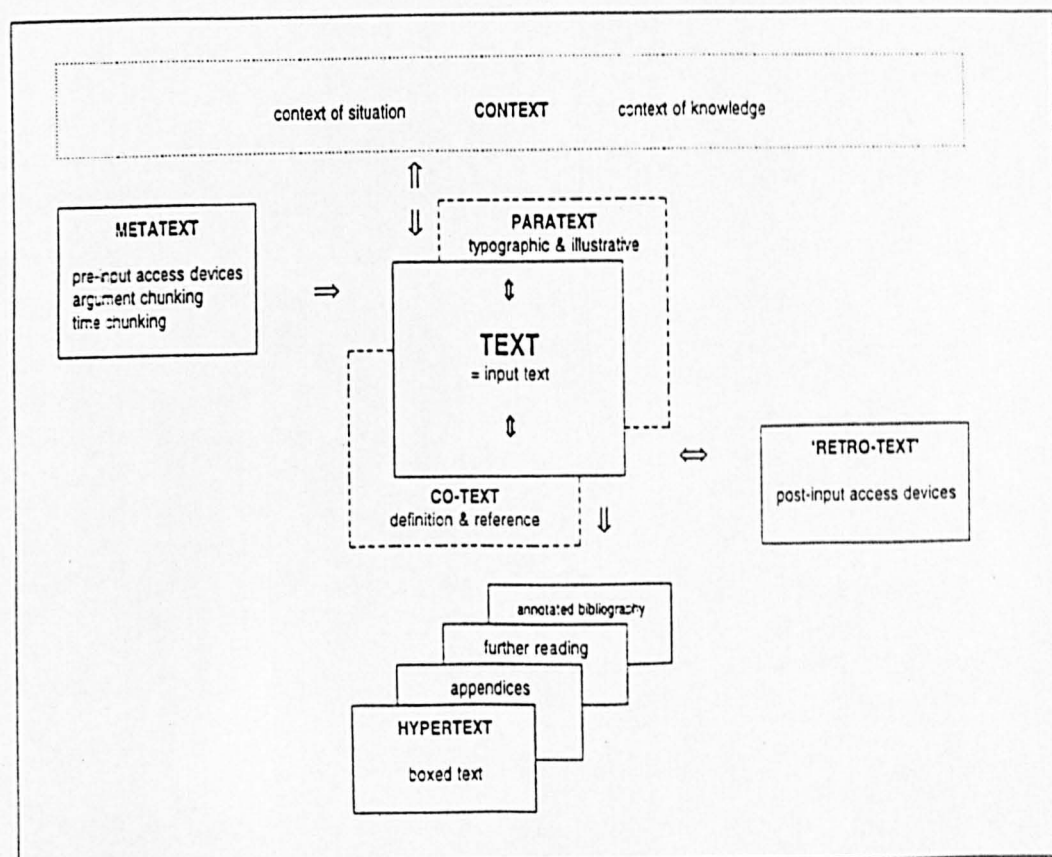 context of situation CONTEXT context of knowledge
METATEXT
pre-input access devices
argument chunking
time chunking
PARATEXT
typographic & illustrative
TEXT
= input text
CO-TEXT
definition & reference
'RETRO-TEXT'
post-input access devices
annotated bibliography
further reading
appendices
HYPERTEXT
boxed text